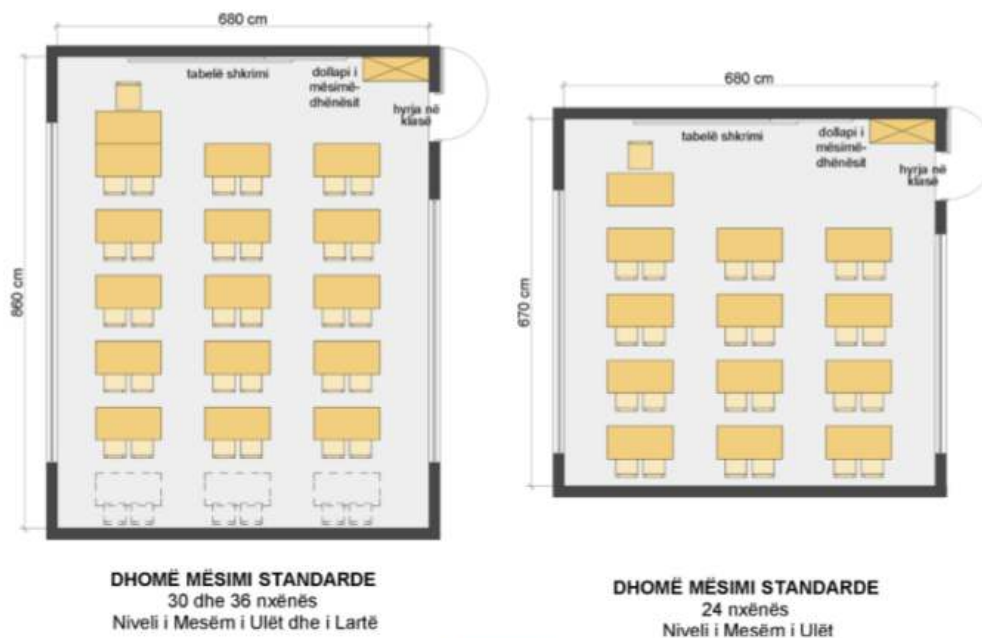 680 cm
tabelë shkrimi
dollapi i
mësimë-
dhënësit
hyrja në
klasë
860 cm
DHOMË MËSIMI STANDARDE
30 dhe 36 nxënës
Niveli i Mesëm i Ulët dhe i Lartë
680 cm
tabelë shkrimi
dollapi i
mësimë-
dhënësit
hyrja në
klasë
670 cm
DHOMË MËSIMI STANDARDE
24 nxënës
Niveli i Mesëm i Ulët